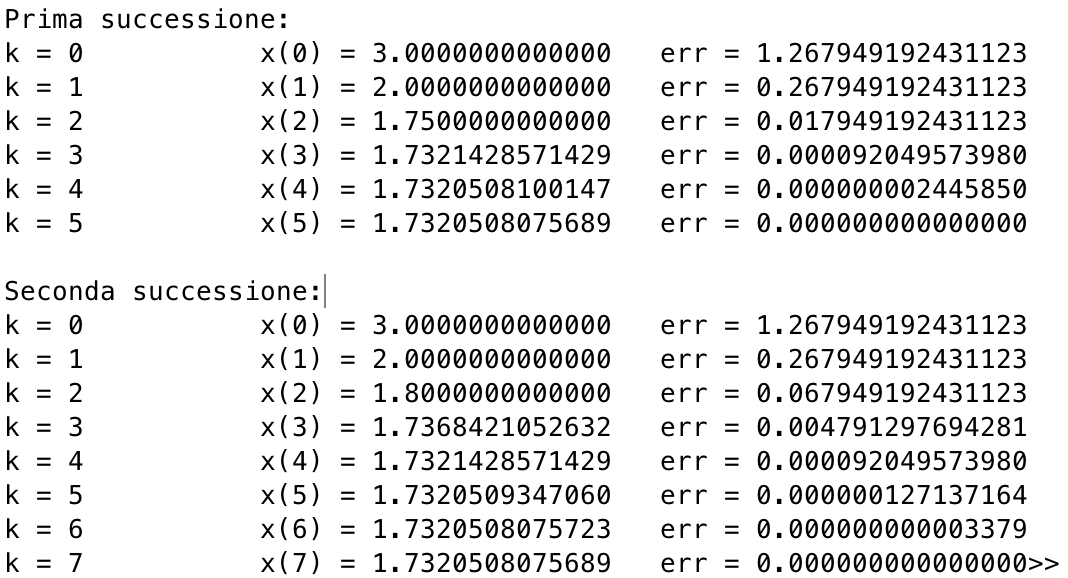 Prima successione:
k = 0 x(0) = 3.0000000000000 err = 1.267949192431123
k = 1 x(1) = 2.0000000000000 err = 0.267949192431123
k = 2 x(2) = 1.7500000000000 err = 0.017949192431123
k = 3 x(3) = 1.7321428571429 err = 0.000092049573980
k = 4 x(4) = 1.7320508100147 err = 0.000000002445850
k = 5 x(5) = 1.7320508075689 err = 0.000000000000000
Seconda successione:
k = 0 x(0) = 3.0000000000000 err = 1.267949192431123
k = 1 x(1) = 2.0000000000000 err = 0.267949192431123
k = 2 x(2) = 1.8000000000000 err = 0.067949192431123
k = 3 x(3) = 1.7368421052632 err = 0.004791297694281
k = 4 x(4) = 1.7321428571429 err = 0.000092049573980
k = 5 x(5) = 1.7320509347060 err = 0.000000127137164
k = 6 x(6) = 1.7320508075723 err = 0.000000000003379
k = 7 x(7) = 1.7320508075689 err = 0.000000000000000>>